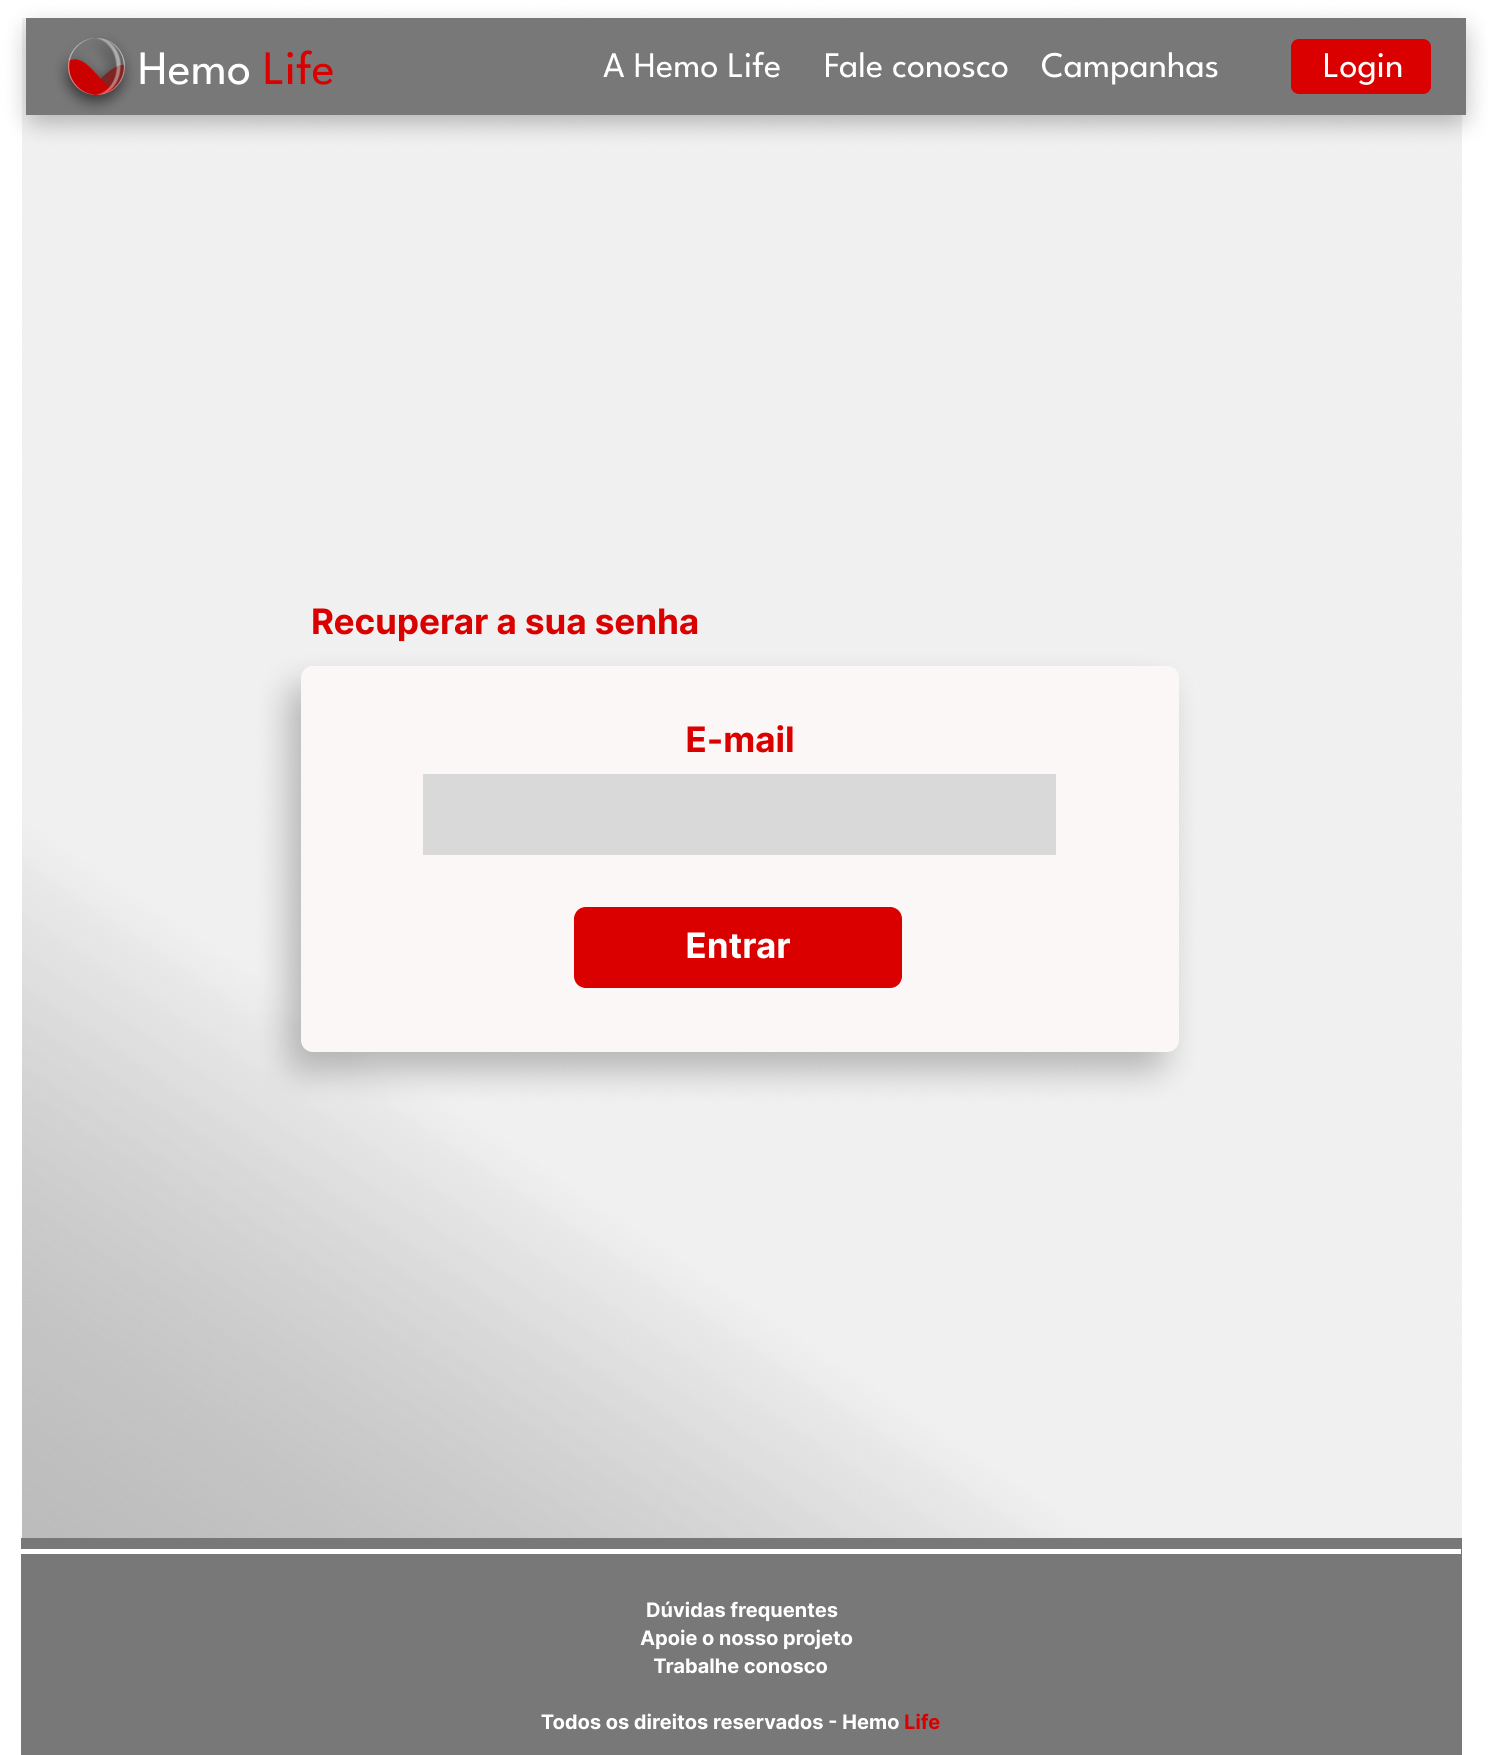 Hemo Life
A Hemo Life
Fale conosco
Campanhas
Login
Recuperar a sua senha
E-mail
Entrar
Dúvidas frequentes
Apoie o nosso projeto
Trabalhe conosco
Todos os direitos reservados - Hemo Life